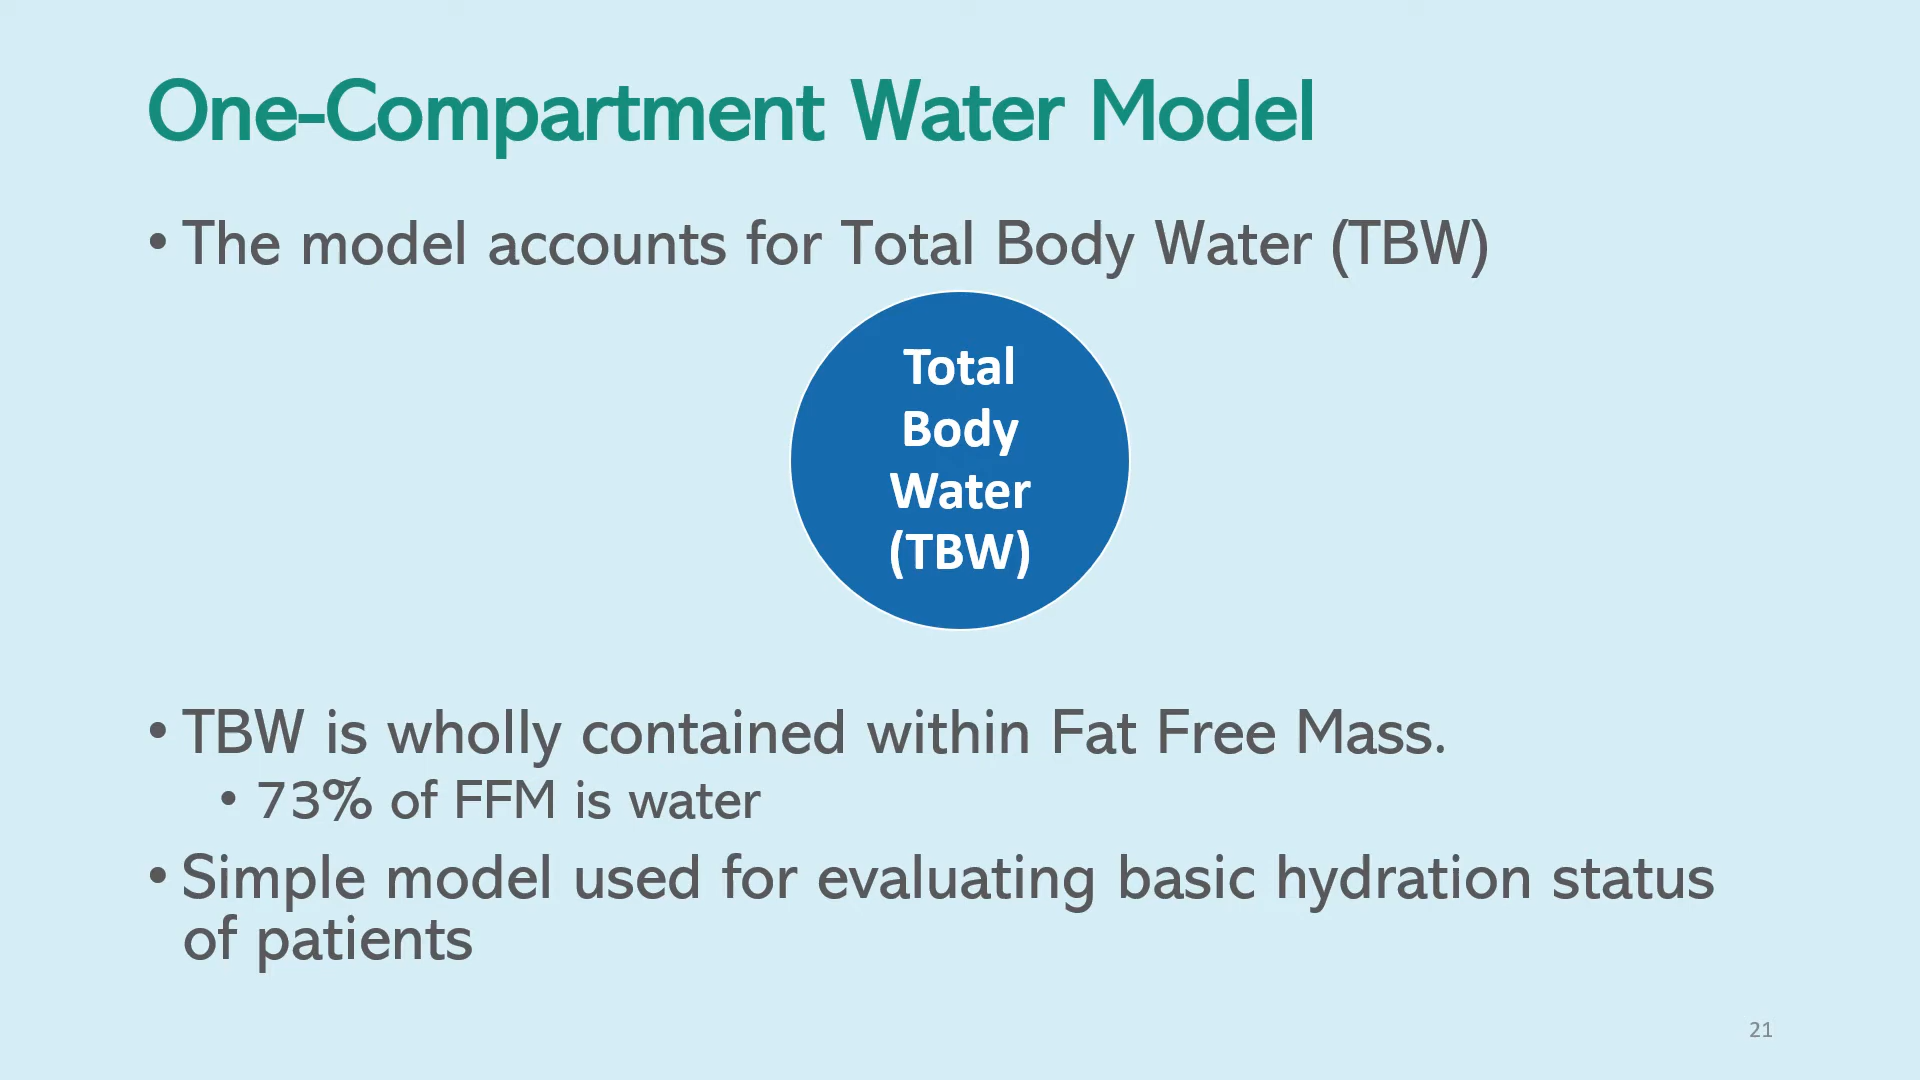 One-Compartment Water Model
• The model accounts for Total Body Water (TBW)
Total
Body
Water
(TBW)
• TBW is wholly contained within Fat Free Mass.
• 73% of FFM is water
• Simple model used for evaluating basic hydration status
of patients
21